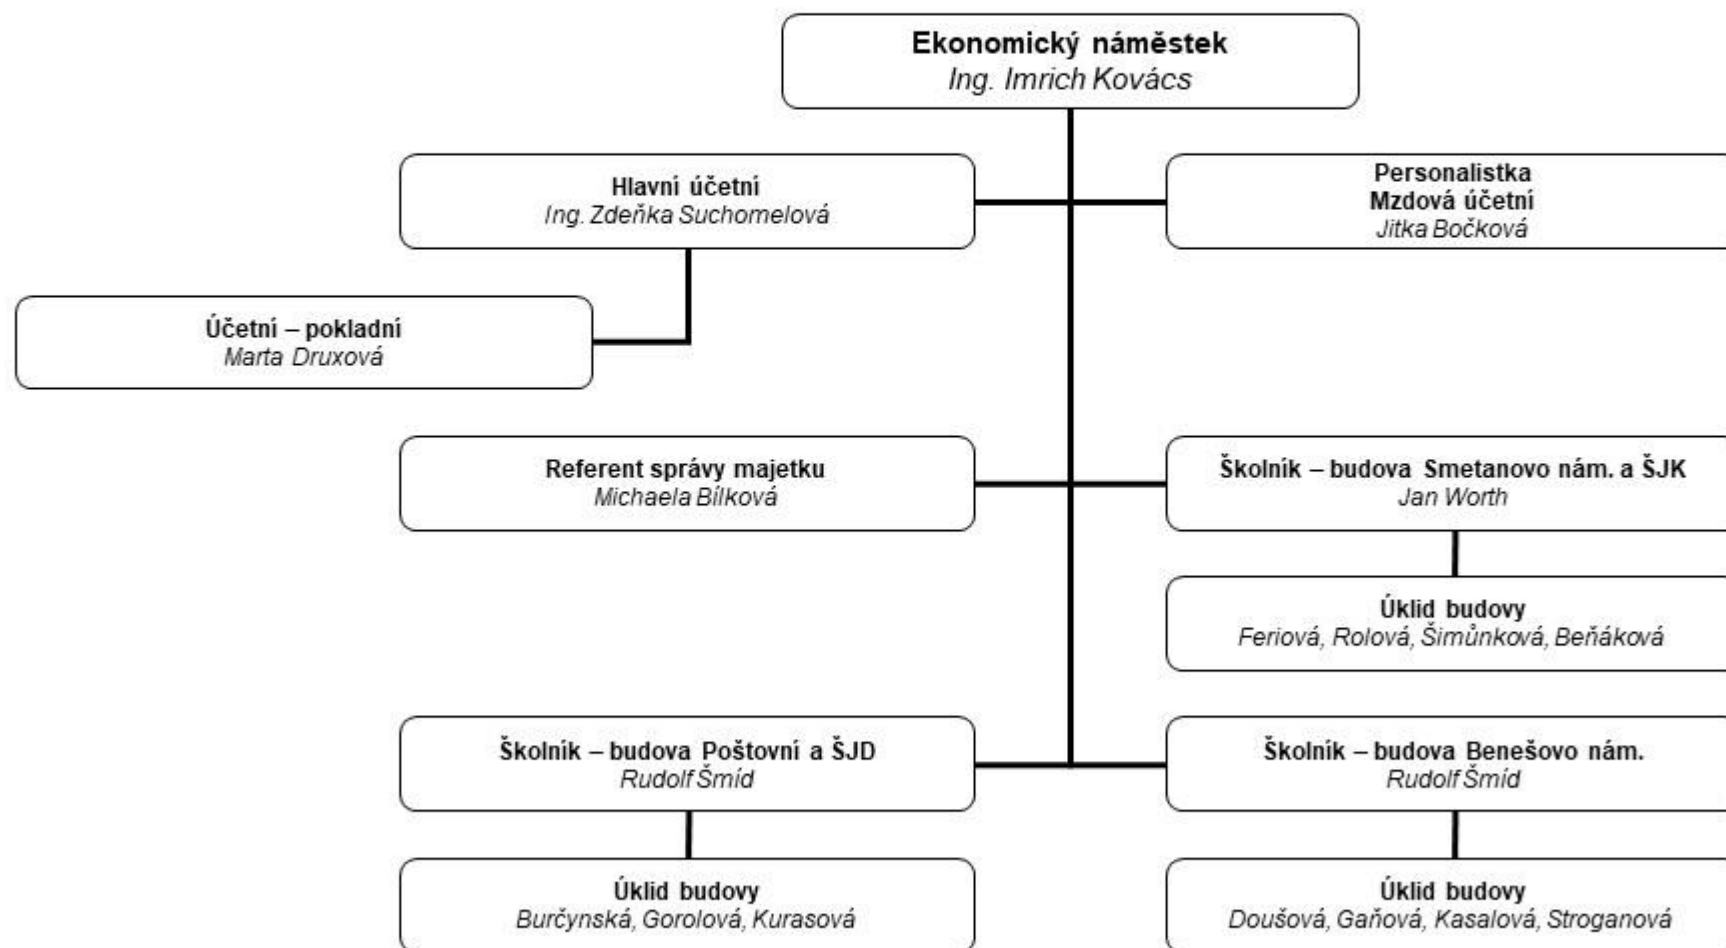 Ekonomický náměstek
Ing. Imrich Kovács
Hlavní účetní
Ing. Zdeňka Suchomelová
Personalistka
Mzdová účetní
Jitka Bočková
Účetní – pokladní
Marta Druxová
Referent správy majetku
Michaela Bílková
Školník – budova Smetanovo nám. a ŠJK
Jan Worth
Úklid budovy
Feriová, Rolová, Šimůnková, Beňáková
Školník – budova Poštovní a ŠJD
Rudolf Šmíd
Školník – budova Benešovo nám.
Rudolf Šmíd
Úklid budovy
Burčynská, Gorolová, Kurasová
Úklid budovy
Doušová, Gaňová, Kasalová, Stroganová